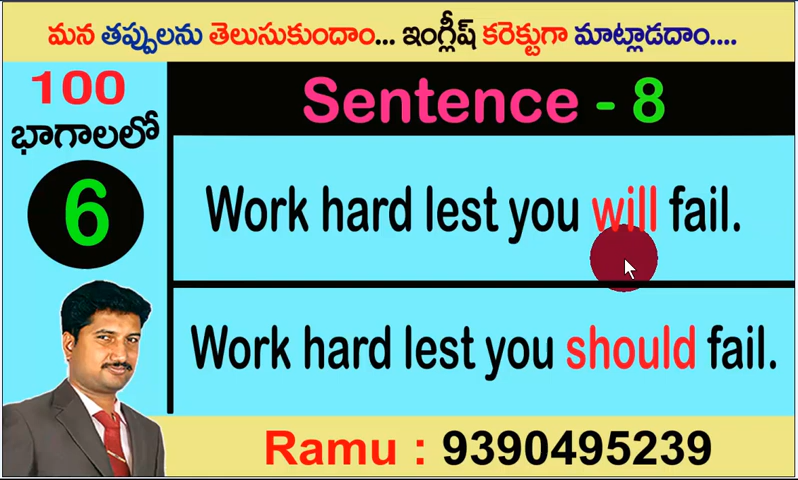 మన తప్పులను తెలుసుకుందాం... ఇంగ్లీష్ కరెక్టుగా మాట్లాడదాం....
100
భాగాలలో
6
Sentence - 8
Work hard lest you will fail.
Work hard lest you should fail.
Ramu : 9390495239